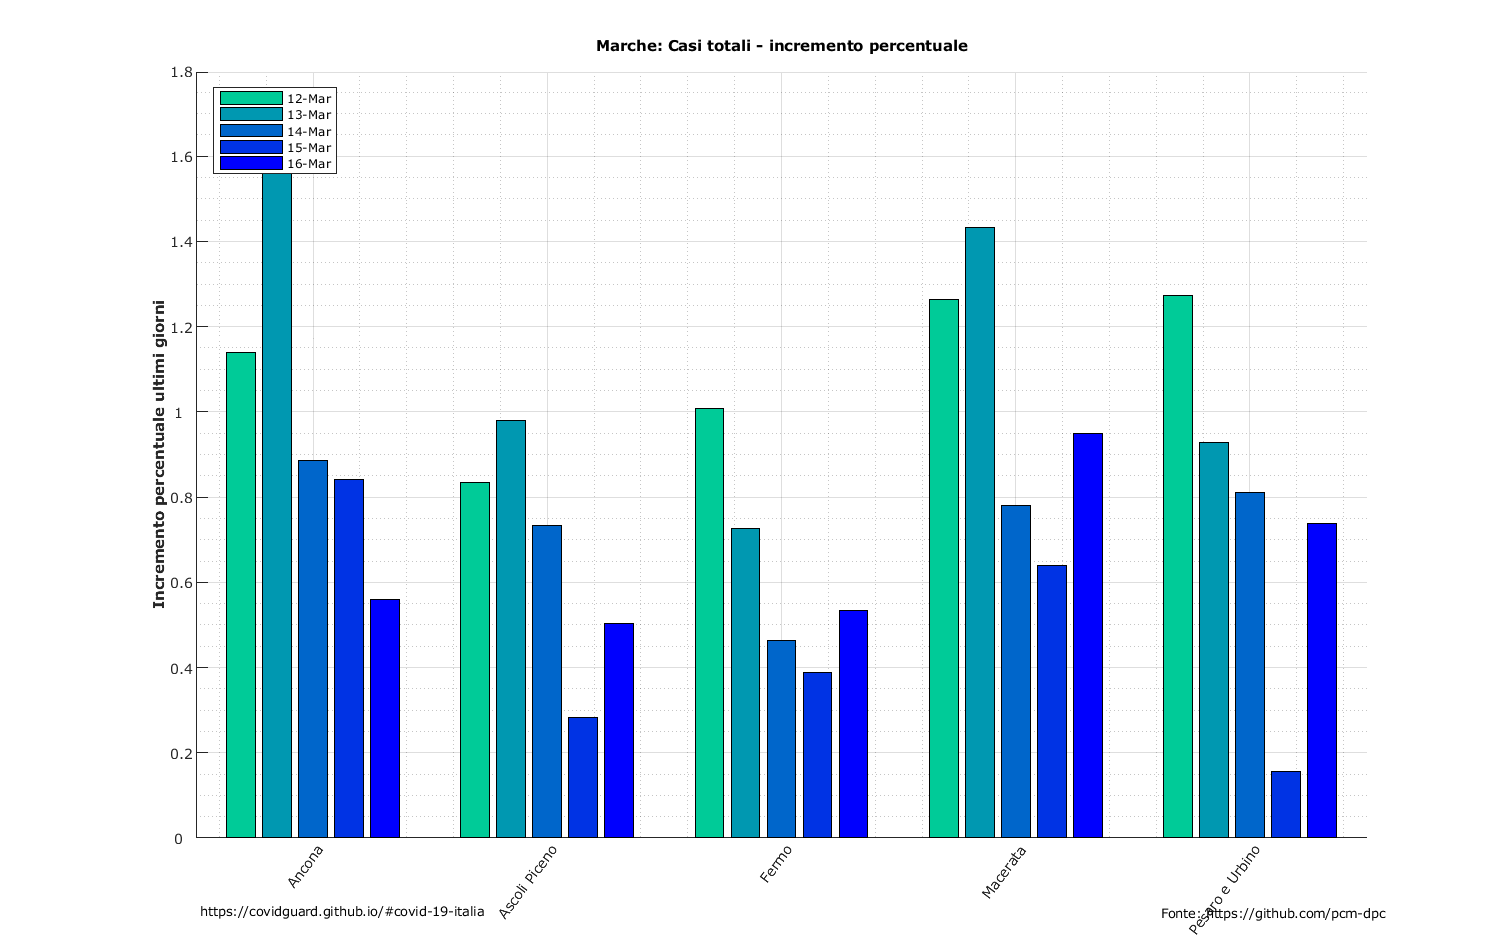 Marche: Casi totali - incremento percentuale
Incremento percentuale ultimi giorni
1.8
1.6
1.4
1.2
1
0.8
0.6
0.4
0.2
0
12-Mar
13-Mar
14-Mar
15-Mar
16-Mar
Ancona
Ascoli Piceno
Fermo
Macerata
Pesaro e Urbino
https://covidguard.github.io/#covid-19-italia
Fonte: https://github.com/pcm-dpc